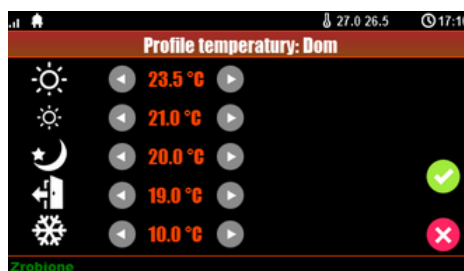 27.0 26.5 17:10
Profile temperatury: Dom
23.5 °C
21.0 °C
20.0 °C
19.0 °C
10.0 °C
Zrobione